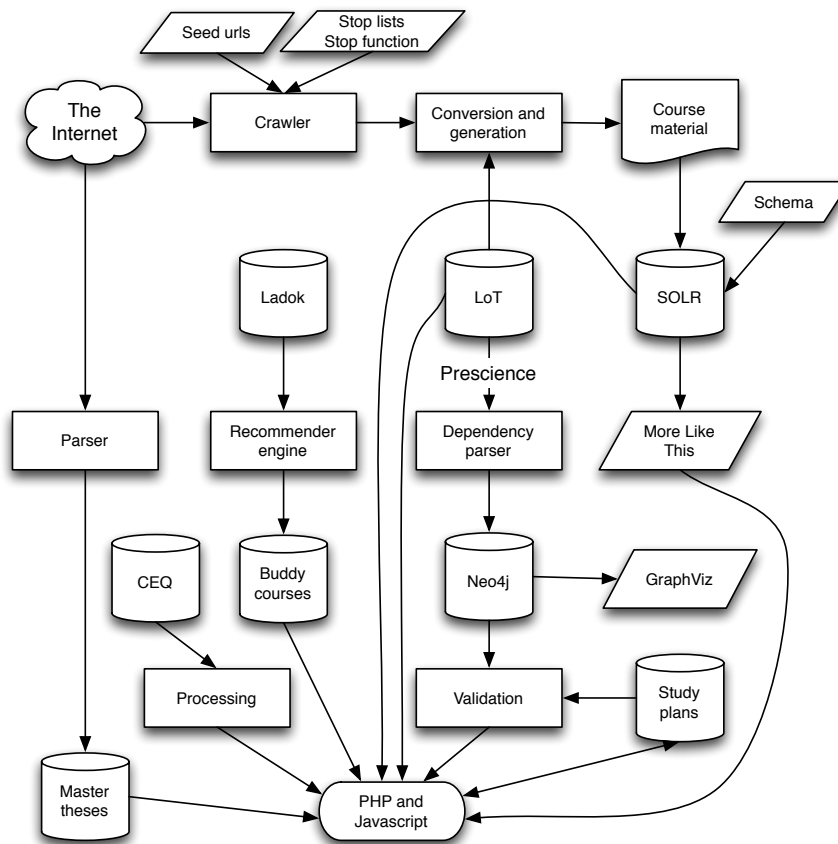 Seed urls
Stop lists
Stop function
The
Internet
Crawler
Conversion and
generation
Course
material
Schema
Ladok
LoT
SOLR
Prescience
Parser
Recommender
engine
Dependency
parser
More Like
This
CEQ
Buddy
courses
Neo4j
GraphViz
Processing
Validation
Study
plans
Master
theses
PHP and
Javascript